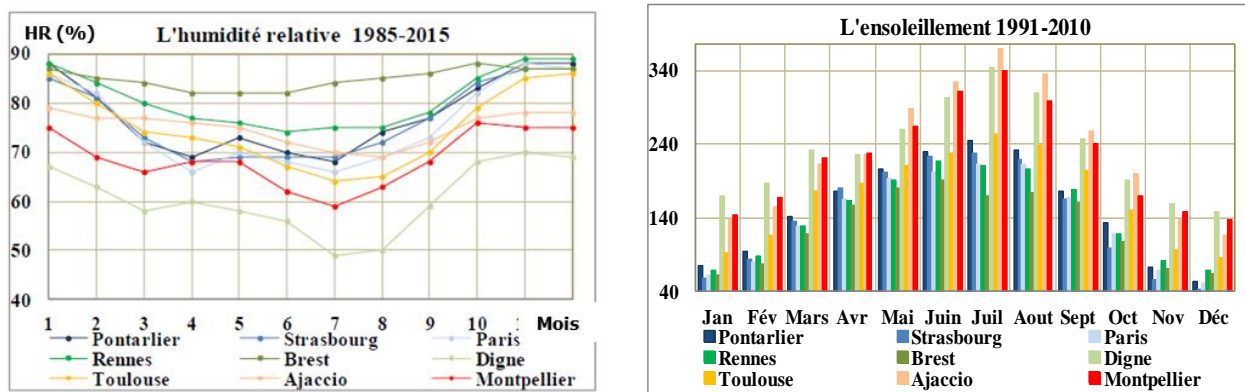 HR (%) L'humidité relative 1985-2015
90
80
70
60
50
40
1 2 3 4 5 6 7 8 9 10 1 Mois
Pontarlier Strasbourg Paris
Rennes Brest Digne
Toulouse Ajaccio Montpellier
L'ensoleillement 1991-2010
340
240
140
40
Jan Fév Mars Avr Mai Juin Juil Aout Sept Oct Nov Déc
Pontarlier Strasbourg Paris
Rennes Brest Digne
Toulouse Ajaccio Montpellier